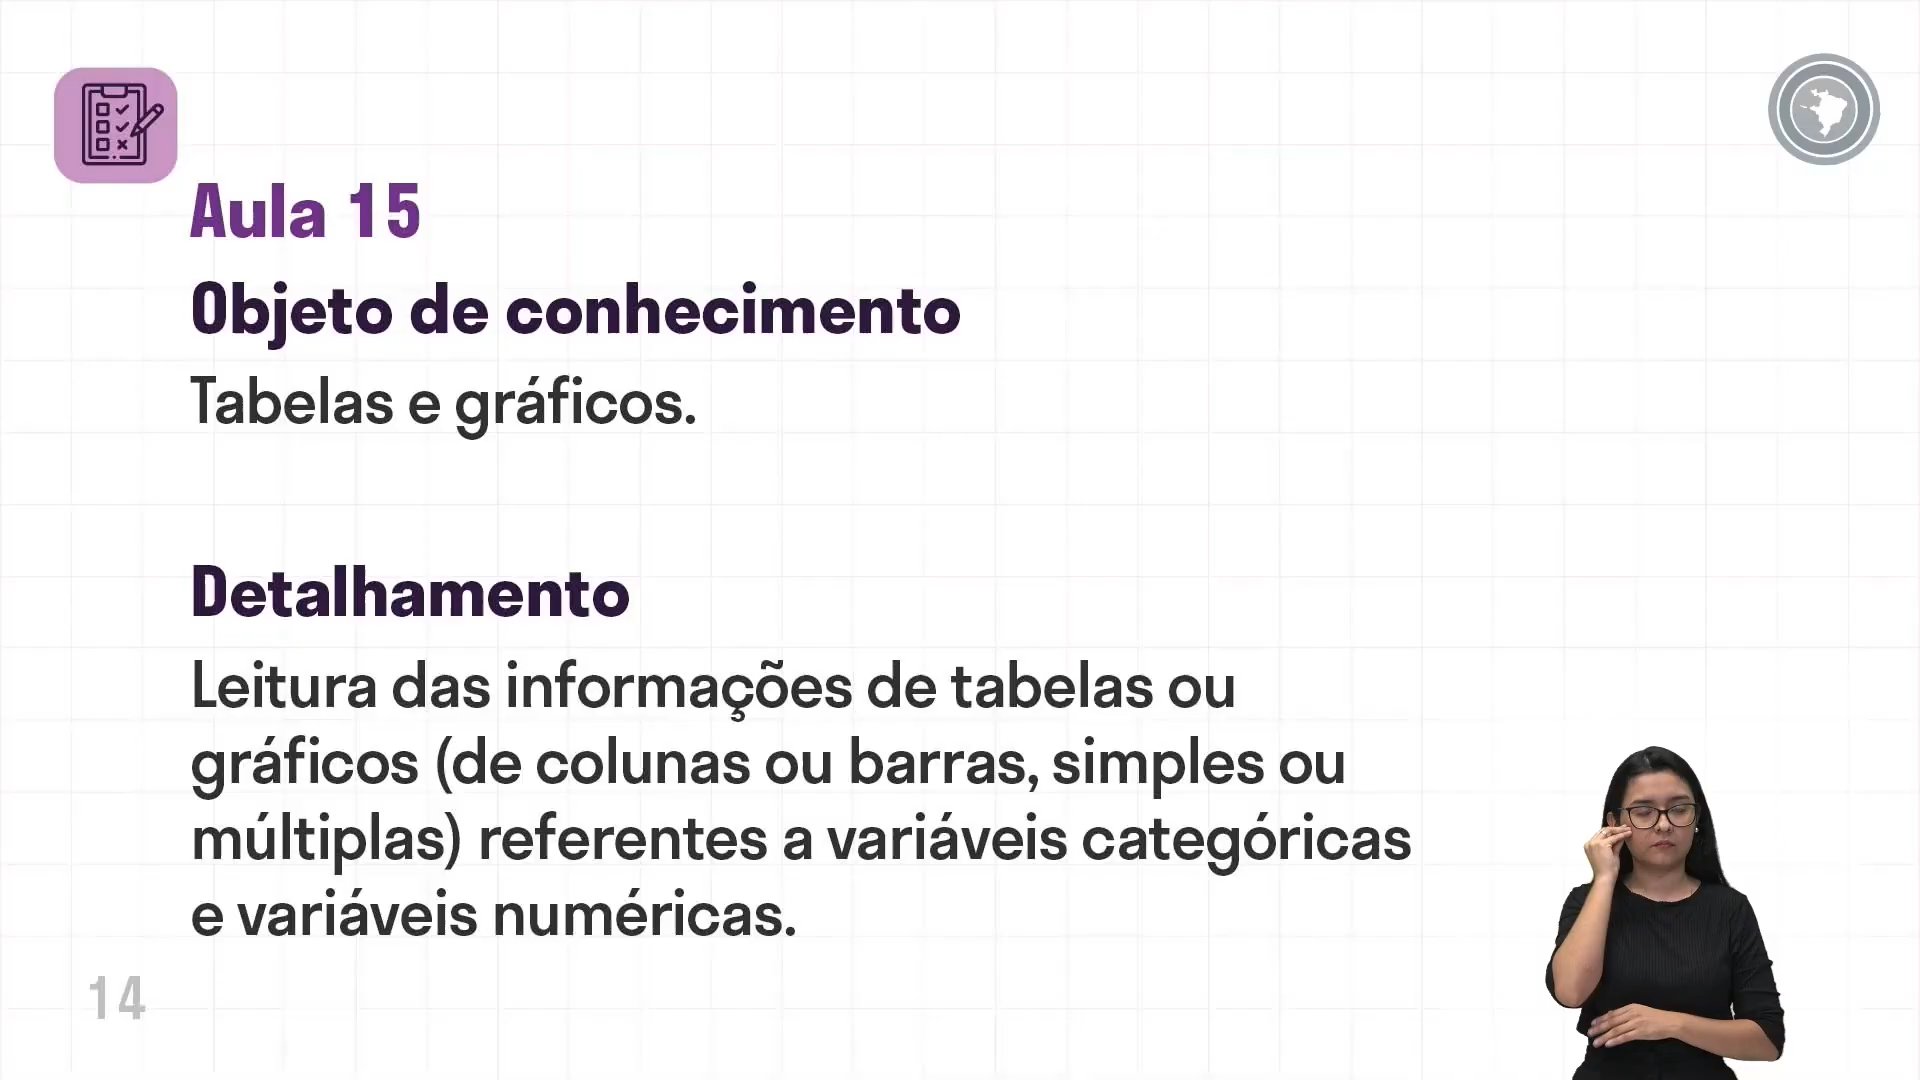 Aula 15
Objeto de conhecimento
Tabelas e gráficos.
Detalhamento
Leitura das informações de tabelas ou
gráficos (de colunas ou barras, simples ou
múltiplas) referentes a variáveis categóricas
e variáveis numéricas.
14